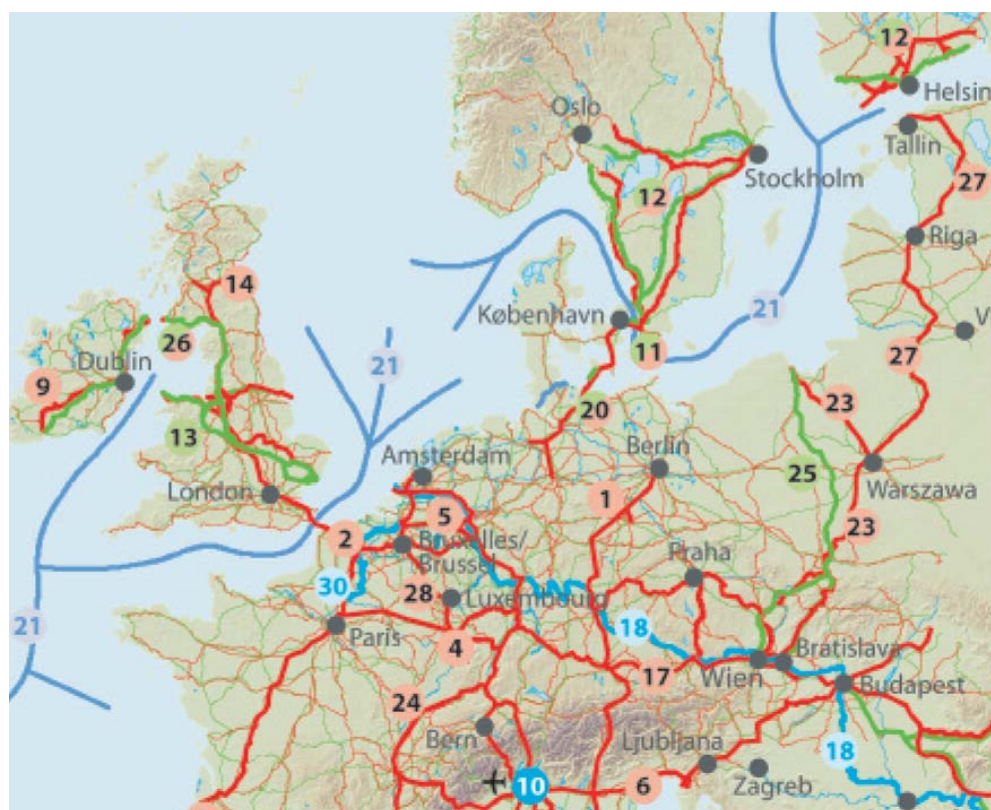 12
Helsin
Oslo
Tallin
Stockholm
12
27
Riga
14
København
21
V
26
Dublin
11
27
9
21
20
23
13
Amsterdam
Berlin
25
London
1
Warszawa
5
2
Bruxelles/
Brussel
23
Praha
30
28
Luxembourg
Paris
18
21
4
Bratislava
17
Wien
Budapest
24
Bern
Ljubljana
18
10
6
Zagreb